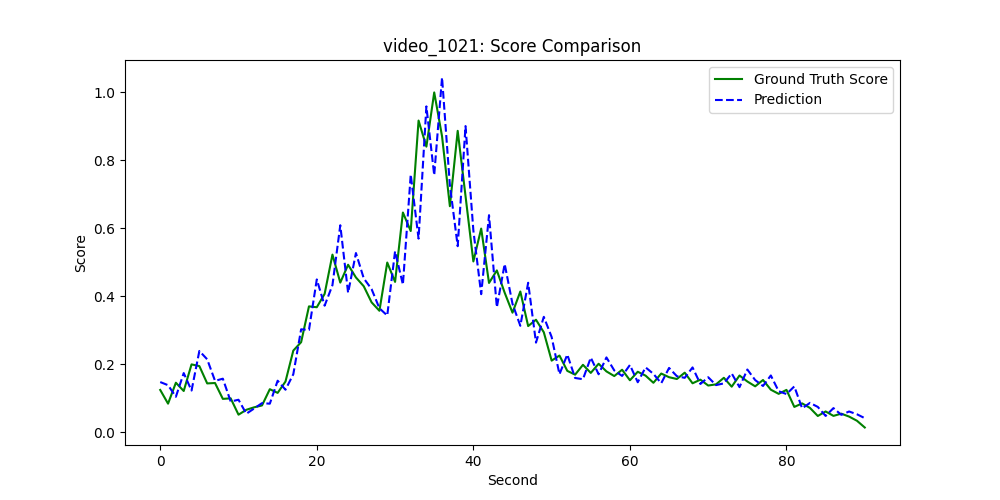 video_1021: Score Comparison
Ground Truth Score
Prediction
1.0
0.8
0.6
0.4
0.2
0.0
Score
0 20 40 60 80
Second